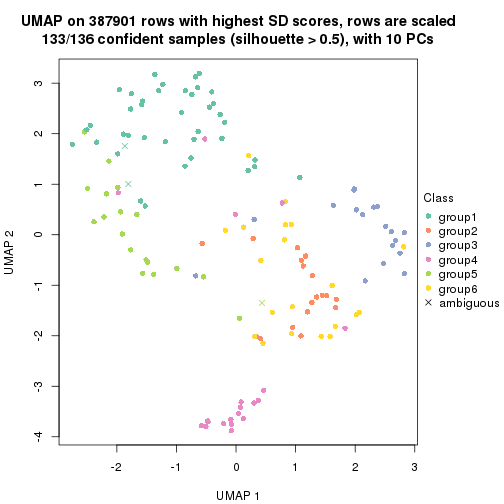 UMAP on 387901 rows with highest SD scores, rows are scaled
133/136 confident samples (silhouette > 0.5), with 10 PCs
3
2
1
0
-1
-2
-3
-4
UMAP 2
-2
-1
0
1
2
3
UMAP 1
Class
group1
group2
group3
group4
group5
group6
ambiguous